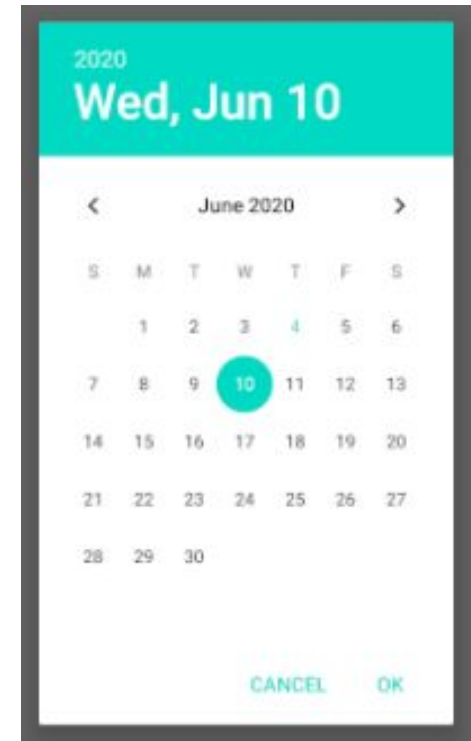 2020
Wed, Jun 10
June 2020
S M T W T F S
1 2 3 4 5 6
7 8 9 10 11 12 13
14 15 16 17 18 19 20
21 22 23 24 25 26 27
28 29 30
CANCEL OK